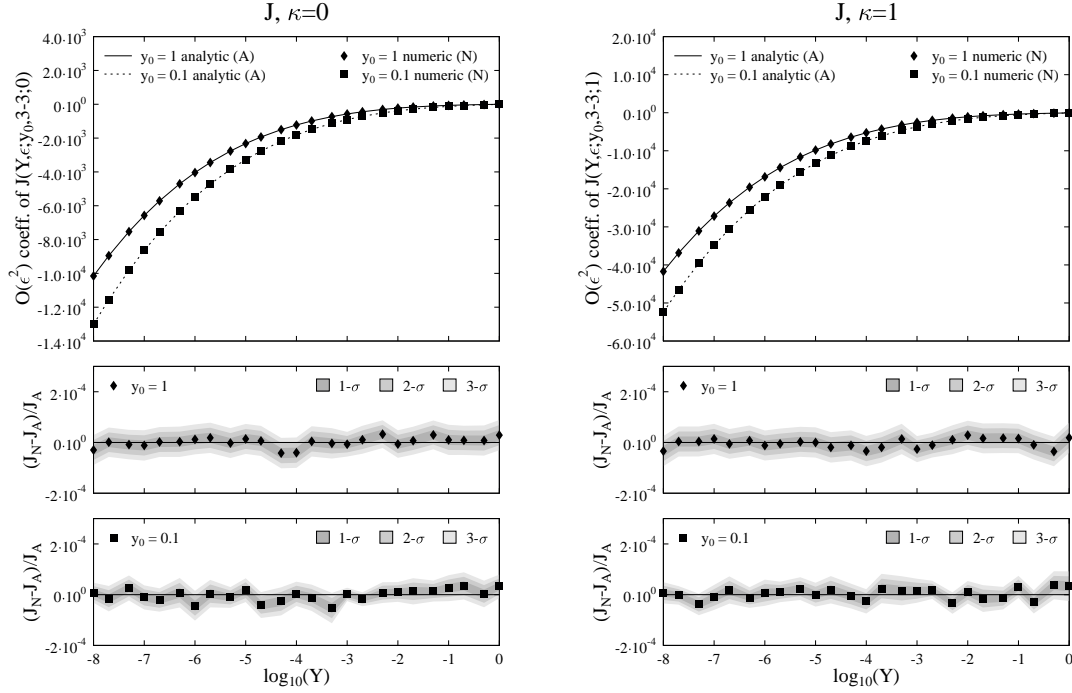 J, κ=0
O(ϵ²) coeff. of J(Y,ϵ;y₀,3-3;0)
4.0·10³
2.0·10³
0·10⁰
-2.0·10³
-4.0·10³
-6.0·10³
-8.0·10³
-1.0·10⁴
-1.2·10⁴
-1.4·10⁴
y₀ = 1 analytic (A)
y₀ = 0.1 analytic (A)
y₀ = 1 numeric (N)
y₀ = 0.1 numeric (N)
(J_N-J_A)/J_A
2·10⁻⁴
0·10⁰
-2·10⁻⁴
y₀ = 1
1-σ 2-σ 3-σ
(J_N-J_A)/J_A
2·10⁻⁴
0·10⁰
-2·10⁻⁴
y₀ = 0.1
1-σ 2-σ 3-σ
-8 -7 -6 -5 -4 -3 -2 -1 0
log₁₀(Y)
J, κ=1
O(ϵ²) coeff. of J(Y,ϵ;y₀,3-3;1)
2.0·10⁴
1.0·10⁴
0.0·10⁰
-1.0·10⁴
-2.0·10⁴
-3.0·10⁴
-4.0·10⁴
-5.0·10⁴
-6.0·10⁴
y₀ = 1 analytic (A)
y₀ = 0.1 analytic (A)
y₀ = 1 numeric (N)
y₀ = 0.1 numeric (N)
(J_N-J_A)/J_A
2·10⁻⁴
0·10⁰
-2·10⁻⁴
y₀ = 1
1-σ 2-σ 3-σ
(J_N-J_A)/J_A
2·10⁻⁴
0·10⁰
-2·10⁻⁴
y₀ = 0.1
1-σ 2-σ 3-σ
-8 -7 -6 -5 -4 -3 -2 -1 0
log₁₀(Y)